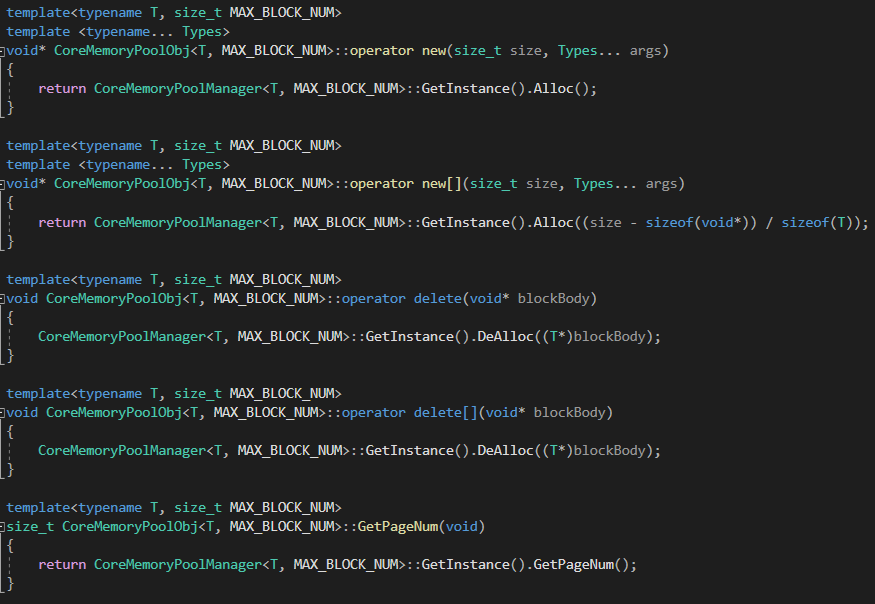 template<typename T, size_t MAX_BLOCK_NUM>
template <typename... Types>
void* CoreMemoryPoolObj<T, MAX_BLOCK_NUM>::operator new(size_t size, Types... args)
{
    return CoreMemoryPoolManager<T, MAX_BLOCK_NUM>::GetInstance().Alloc();
}
template<typename T, size_t MAX_BLOCK_NUM>
template <typename... Types>
void* CoreMemoryPoolObj<T, MAX_BLOCK_NUM>::operator new[](size_t size, Types... args)
{
    return CoreMemoryPoolManager<T, MAX_BLOCK_NUM>::GetInstance().Alloc((size - sizeof(void*)) / sizeof(T));
}
template<typename T, size_t MAX_BLOCK_NUM>
void CoreMemoryPoolObj<T, MAX_BLOCK_NUM>::operator delete(void* blockBody)
{
    CoreMemoryPoolManager<T, MAX_BLOCK_NUM>::GetInstance().DeAlloc((T*)blockBody);
}
template<typename T, size_t MAX_BLOCK_NUM>
void CoreMemoryPoolObj<T, MAX_BLOCK_NUM>::operator delete[](void* blockBody)
{
    CoreMemoryPoolManager<T, MAX_BLOCK_NUM>::GetInstance().DeAlloc((T*)blockBody);
}
template<typename T, size_t MAX_BLOCK_NUM>
size_t CoreMemoryPoolObj<T, MAX_BLOCK_NUM>::GetPageNum(void)
{
    return CoreMemoryPoolManager<T, MAX_BLOCK_NUM>::GetInstance().GetPageNum();
}